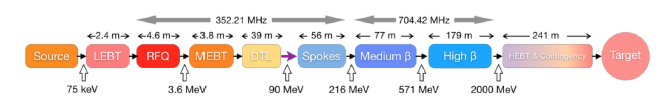 352.21 MHz 704.42 MHz
2.4 m 4.6 m 3.8 m 39 m 56 m 77 m 179 m 241 m
Source LEBT RFQ MEBT DTL Spokes Medium β High β HEBT & Contingency Target
75 keV 3.6 MeV 90 MeV 216 MeV 571 MeV 2000 MeV